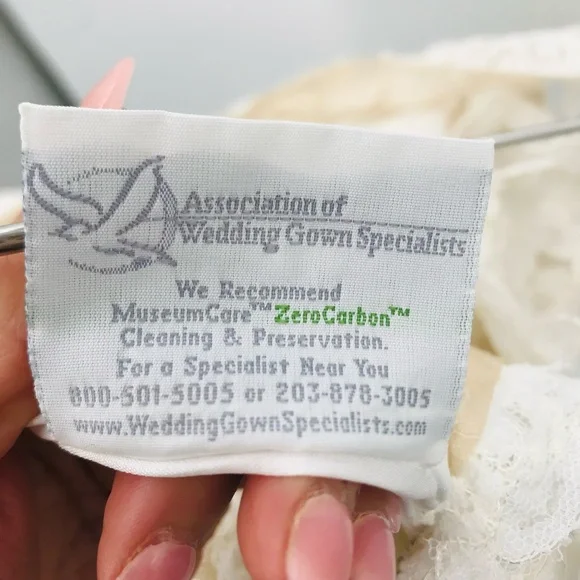 Association of
Wedding Gown Specialists
We Recommend
MuseumCare™ ZeroCarbon™
Cleaning & Preservation.
For a Specialist Near You
800-501-5005 or 203-878-3005
www.WeddingGownSpecialists.com